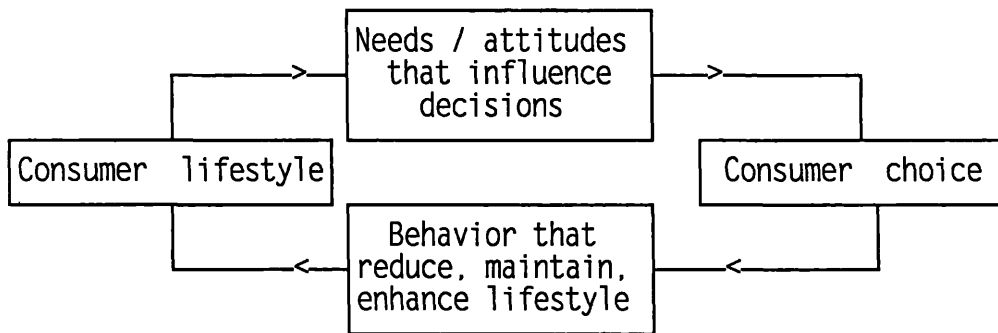 Needs / attitudes
that influence
decisions
Consumer lifestyle
Consumer choice
Behavior that
reduce, maintain,
enhance lifestyle